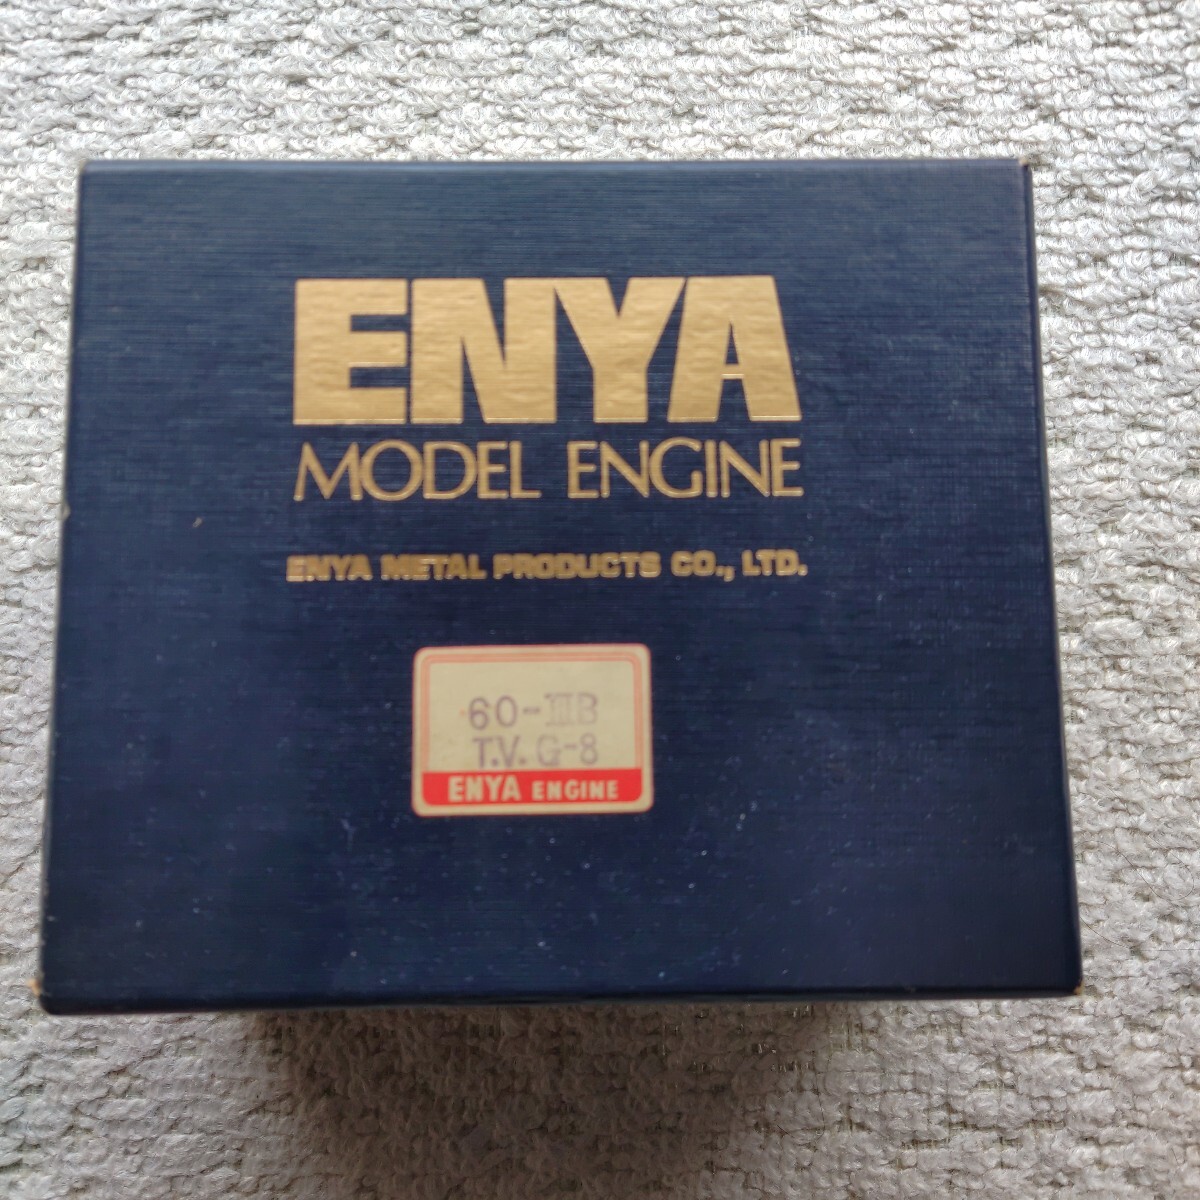 ENYA
MODEL ENGINE
ENYA METAL PRODUCTS CO., LTD.
60-ⅢB
T.V. G-8
ENYA ENGINE